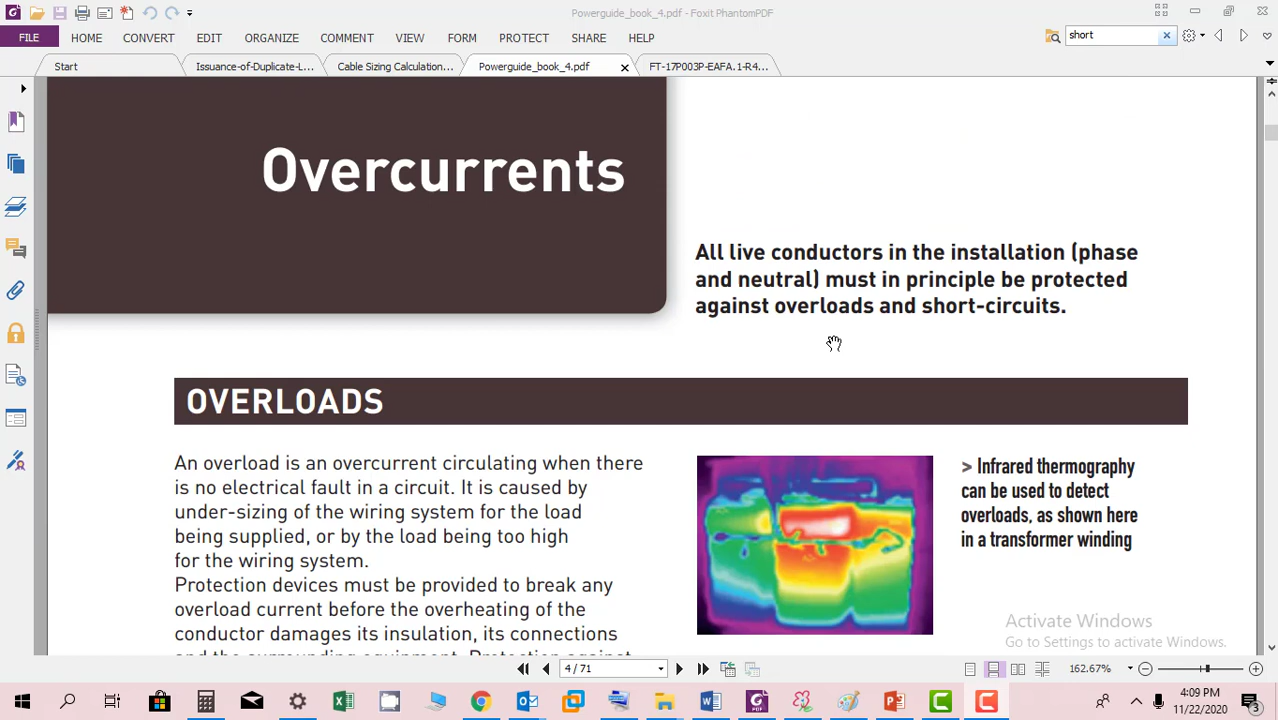 Powerguide_book_4.pdf - Foxit PhantomPDF
FILE HOME CONVERT EDIT ORGANIZE COMMENT VIEW FORM PROTECT SHARE HELP short
Start Issuance-of-Duplicate-L... Cable Sizing Calculation... Powerguide_book_4.pdf FT-17P003P-EAFA.1-R4...
Overcurrents
All live conductors in the installation (phase
and neutral) must in principle be protected
against overloads and short-circuits.
OVERLOADS
An overload is an overcurrent circulating when there
is no electrical fault in a circuit. It is caused by
under-sizing of the wiring system for the load
being supplied, or by the load being too high
for the wiring system.
Protection devices must be provided to break any
overload current before the overheating of the
conductor damages its insulation, its connections
and the surrounding equipment. Protection against
> Infrared thermography
can be used to detect
overloads, as shown here
in a transformer winding
Activate Windows
Go to Settings to activate Windows.
4 / 71
162.67%
4:09 PM
11/22/2020
3